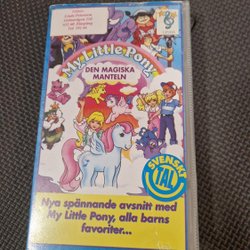 My Little Pony
DEN MAGISKA
MANTELN
SVENSKT
TAL
Nya spännande avsnitt med
My Little Pony, alla barns
favoriter...